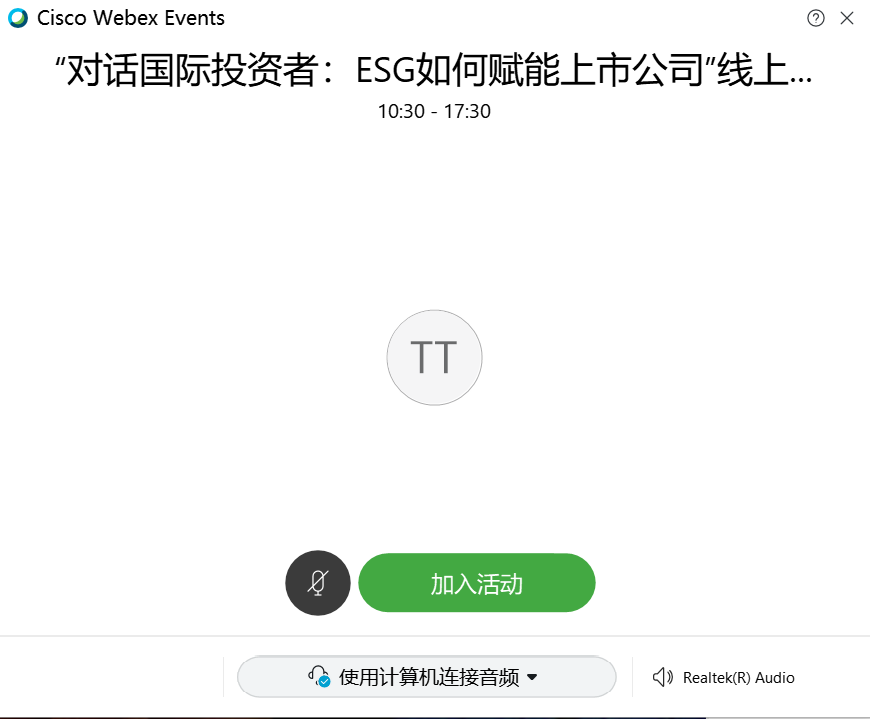 Cisco Webex Events
“对话国际投资者：ESG如何赋能上市公司”线上...
10:30 - 17:30
TT
加入活动
使用计算机连接音频
Realtek(R) Audio